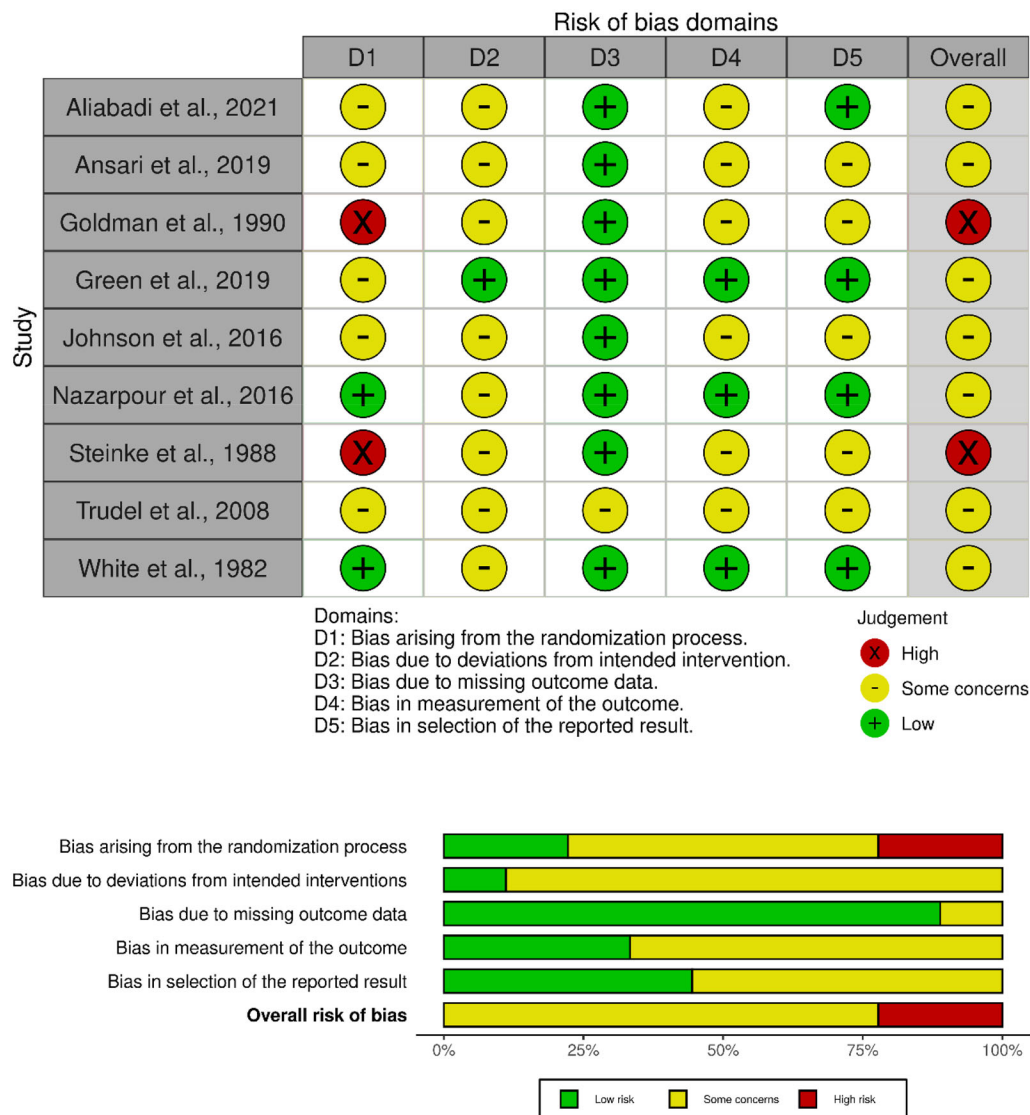 Risk of bias domains
D1 D2 D3 D4 D5 Overall
Study
Aliabadi et al., 2021 - - + - + -
Ansari et al., 2019 - - + - - -
Goldman et al., 1990 X - + - - X
Green et al., 2019 - + + + + -
Johnson et al., 2016 - - + - - -
Nazarpour et al., 2016 + - + + + -
Steinke et al., 1988 X - + - - X
Trudel et al., 2008 - - - - - -
White et al., 1982 + - + + + -
Domains:
D1: Bias arising from the randomization process.
D2: Bias due to deviations from intended intervention.
D3: Bias due to missing outcome data.
D4: Bias in measurement of the outcome.
D5: Bias in selection of the reported result.
Judgement
X High
- Some concerns
+ Low
Bias arising from the randomization process
Bias due to deviations from intended interventions
Bias due to missing outcome data
Bias in measurement of the outcome
Bias in selection of the reported result
Overall risk of bias
0% 25% 50% 75% 100%
Low risk Some concerns High risk